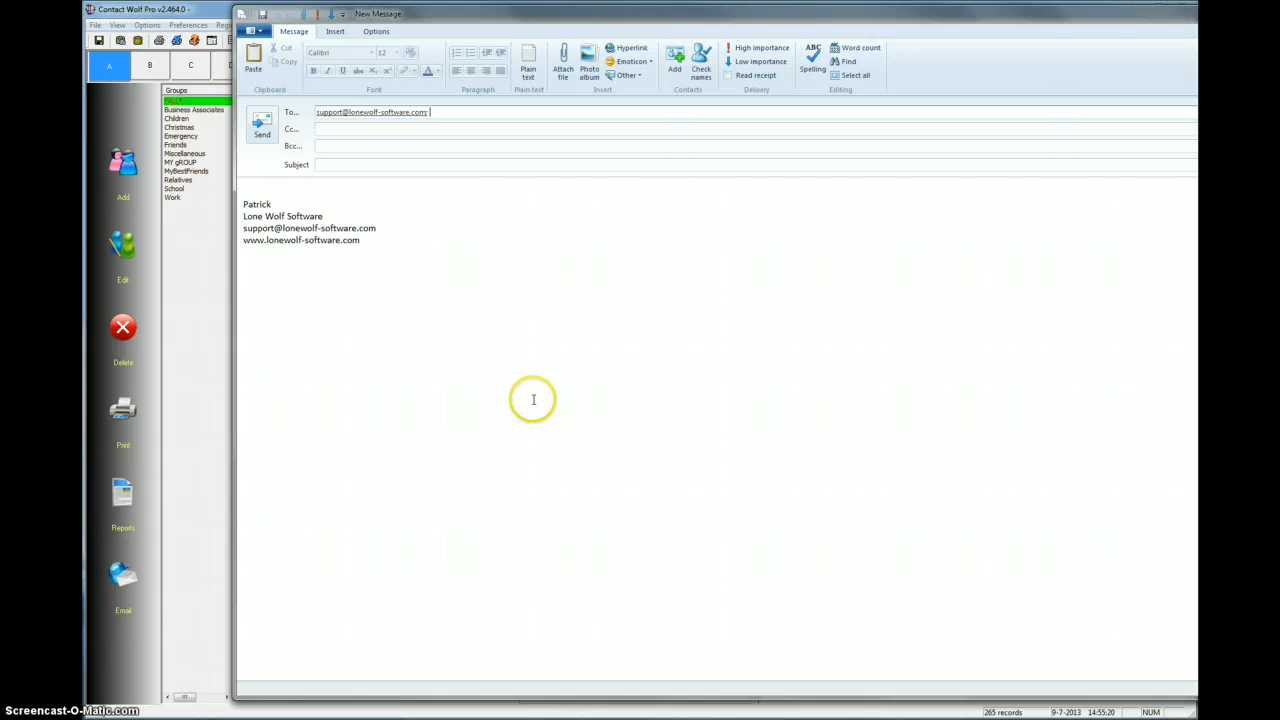 Contact Wolf Pro v2.464.0 -
File View Options Preferences
A B C
Groups
Business Associates
Children
Christmas
Emergency
Friends
Miscellaneous
MY gROUP
MyBestFriends
Relatives
School
Work
Add
Edit
Delete
Print
Reports
Email
New Message
Message Insert Options
Paste
Cut
Copy
Clipboard
Calibri 12
B I U abc
Font
Paragraph
Plain text
Plain text
Attach file
Photo album
Hyperlink
Emoticon
Other
Insert
Add
Check names
Contacts
High importance
Low importance
Read receipt
Delivery
ABC
Spelling
Word count
Find
Select all
Editing
Send
To... support@lonewolf-software.com;
Cc...
Bcc...
Subject
Patrick
Lone Wolf Software
support@lonewolf-software.com
www.lonewolf-software.com
265 records 9-7-2013 14:55:20 NUM
Screencast-O-Matic.com